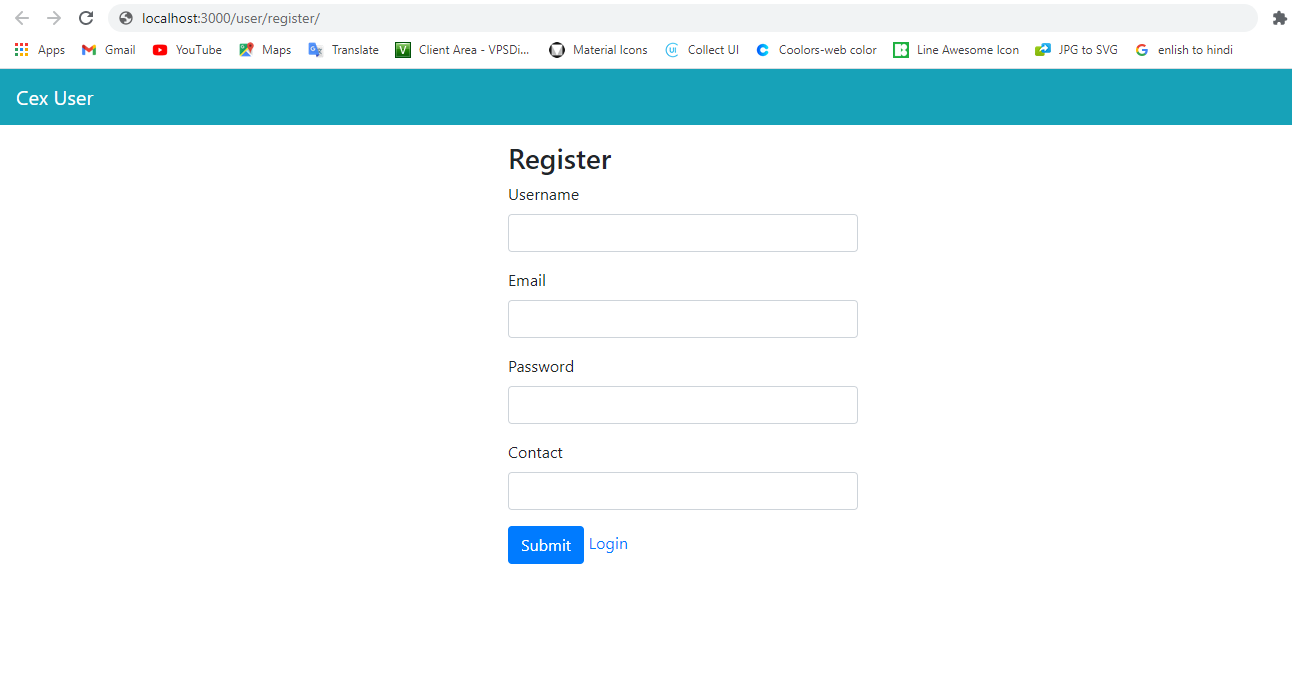 localhost:3000/user/register/
Apps Gmail YouTube Maps Translate V Client Area - VPSDi... Material Icons UI Collect UI Coolors-web color Line Awesome Icon JPG to SVG enlish to hindi
Cex User
Register
Username
Email
Password
Contact
Submit Login